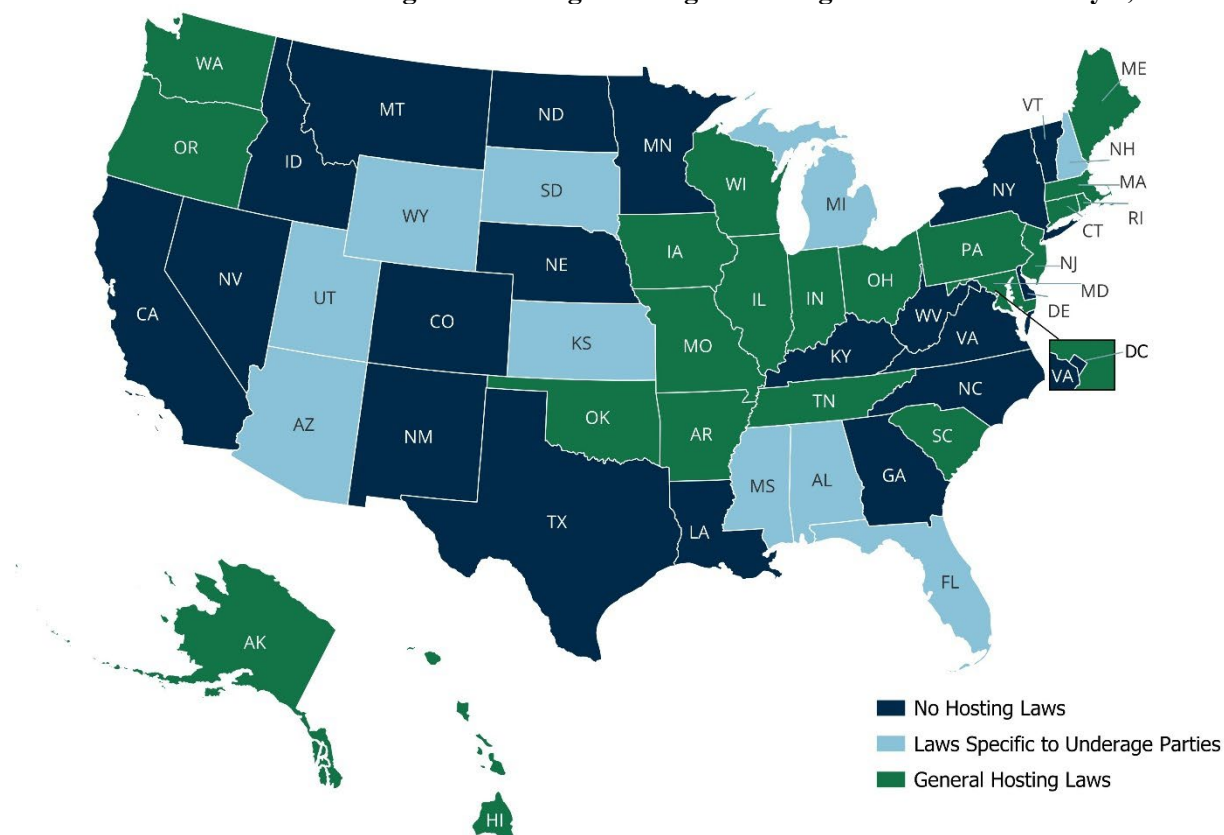 WA
ME
VT
MT
ND
MN
OR
ID
NH
WI
NY
MA
SD
MI
WY
RI
CT
IA
PA
NJ
NE
NV
OH
IL
IN
MD
UT
DE
CA
CO
WV
VA
KS
MO
KY
DC
VA
NC
TN
OK
AZ
NM
AR
SC
MS
AL
GA
TX
LA
FL
AK
No Hosting Laws
Laws Specific to Underage Parties
General Hosting Laws
HI